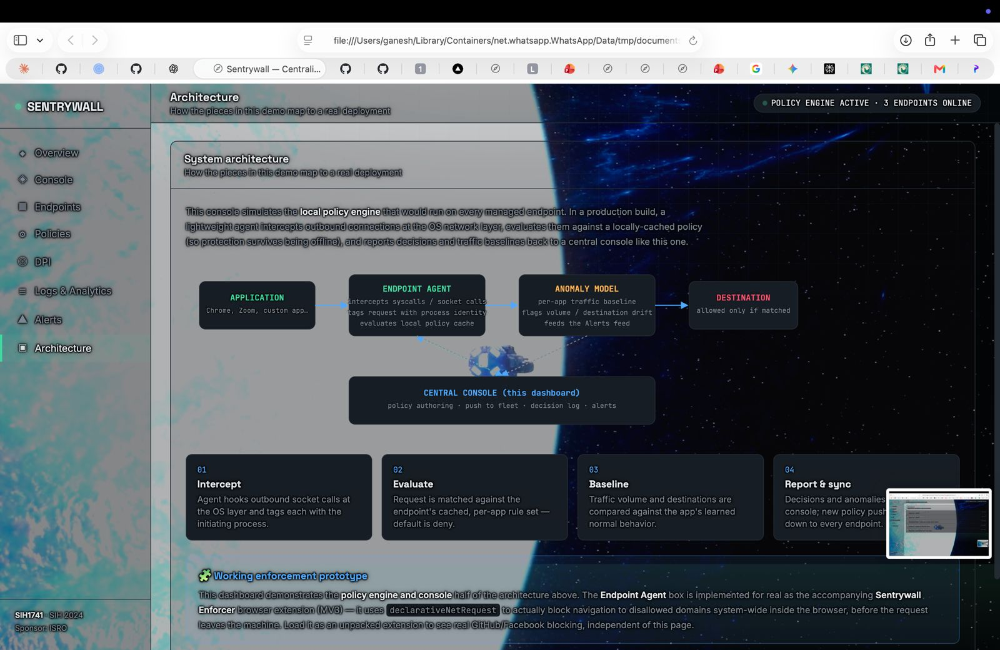 file:///Users/ganesh/Library/Containers/net.whatsapp.WhatsApp/Data/tmp/document
Sentrywall — Centrali...
1
L
SENTRYWALL
Architecture
How the pieces in this demo map to a real deployment
POLICY ENGINE ACTIVE · 3 ENDPOINTS ONLINE
Overview
Console
Endpoints
Policies
DPI
Logs & Analytics
Alerts
Architecture
SIH1741 · SIH 2024
Sponsor: ISRO
System architecture
How the pieces in this demo map to a real deployment
This console simulates the local policy engine that would run on every managed endpoint. In a production build, a
lightweight agent intercepts outbound connections at the OS network layer, evaluates them against a locally-cached policy
(so protection survives being offline), and reports decisions and traffic baselines back to a central console like this one.
APPLICATION
Chrome, Zoom, custom app…
ENDPOINT AGENT
intercepts syscalls / socket calls
tags request with process identity
evaluates local policy cache
ANOMALY MODEL
per-app traffic baseline
flags volume / destination drift
feeds the Alerts feed
DESTINATION
allowed only if matched
CENTRAL CONSOLE (this dashboard)
policy authoring · push to fleet · decision log · alerts
01
Intercept
Agent hooks outbound socket calls at
the OS layer and tags each with the
initiating process.
02
Evaluate
Request is matched against the
endpoint's cached, per-app rule set —
default is deny.
03
Baseline
Traffic volume and destinations are
compared against the app's learned
normal behavior.
04
Report & sync
Decisions and anomalies
console; new policy push
down to every endpoint.
Working enforcement prototype
This dashboard demonstrates the policy engine and console half of the architecture above. The Endpoint Agent box is implemented for real as the accompanying Sentrywall
Enforcer browser extension (MV3) — it uses declarativeNetRequest to actually block navigation to disallowed domains system-wide inside the browser, before the request
leaves the machine. Load it as an unpacked extension to see real GitHub/Facebook blocking, independent of this page.